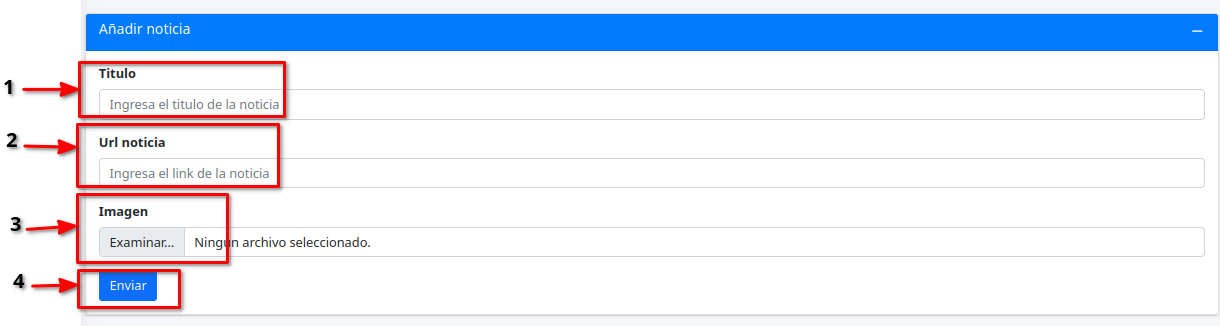 Añadir noticia
1
Titulo
Ingresa el titulo de la noticia
2
Url noticia
Ingresa el link de la noticia
3
Imagen
Examinar... Ningun archivo seleccionado.
4
Enviar